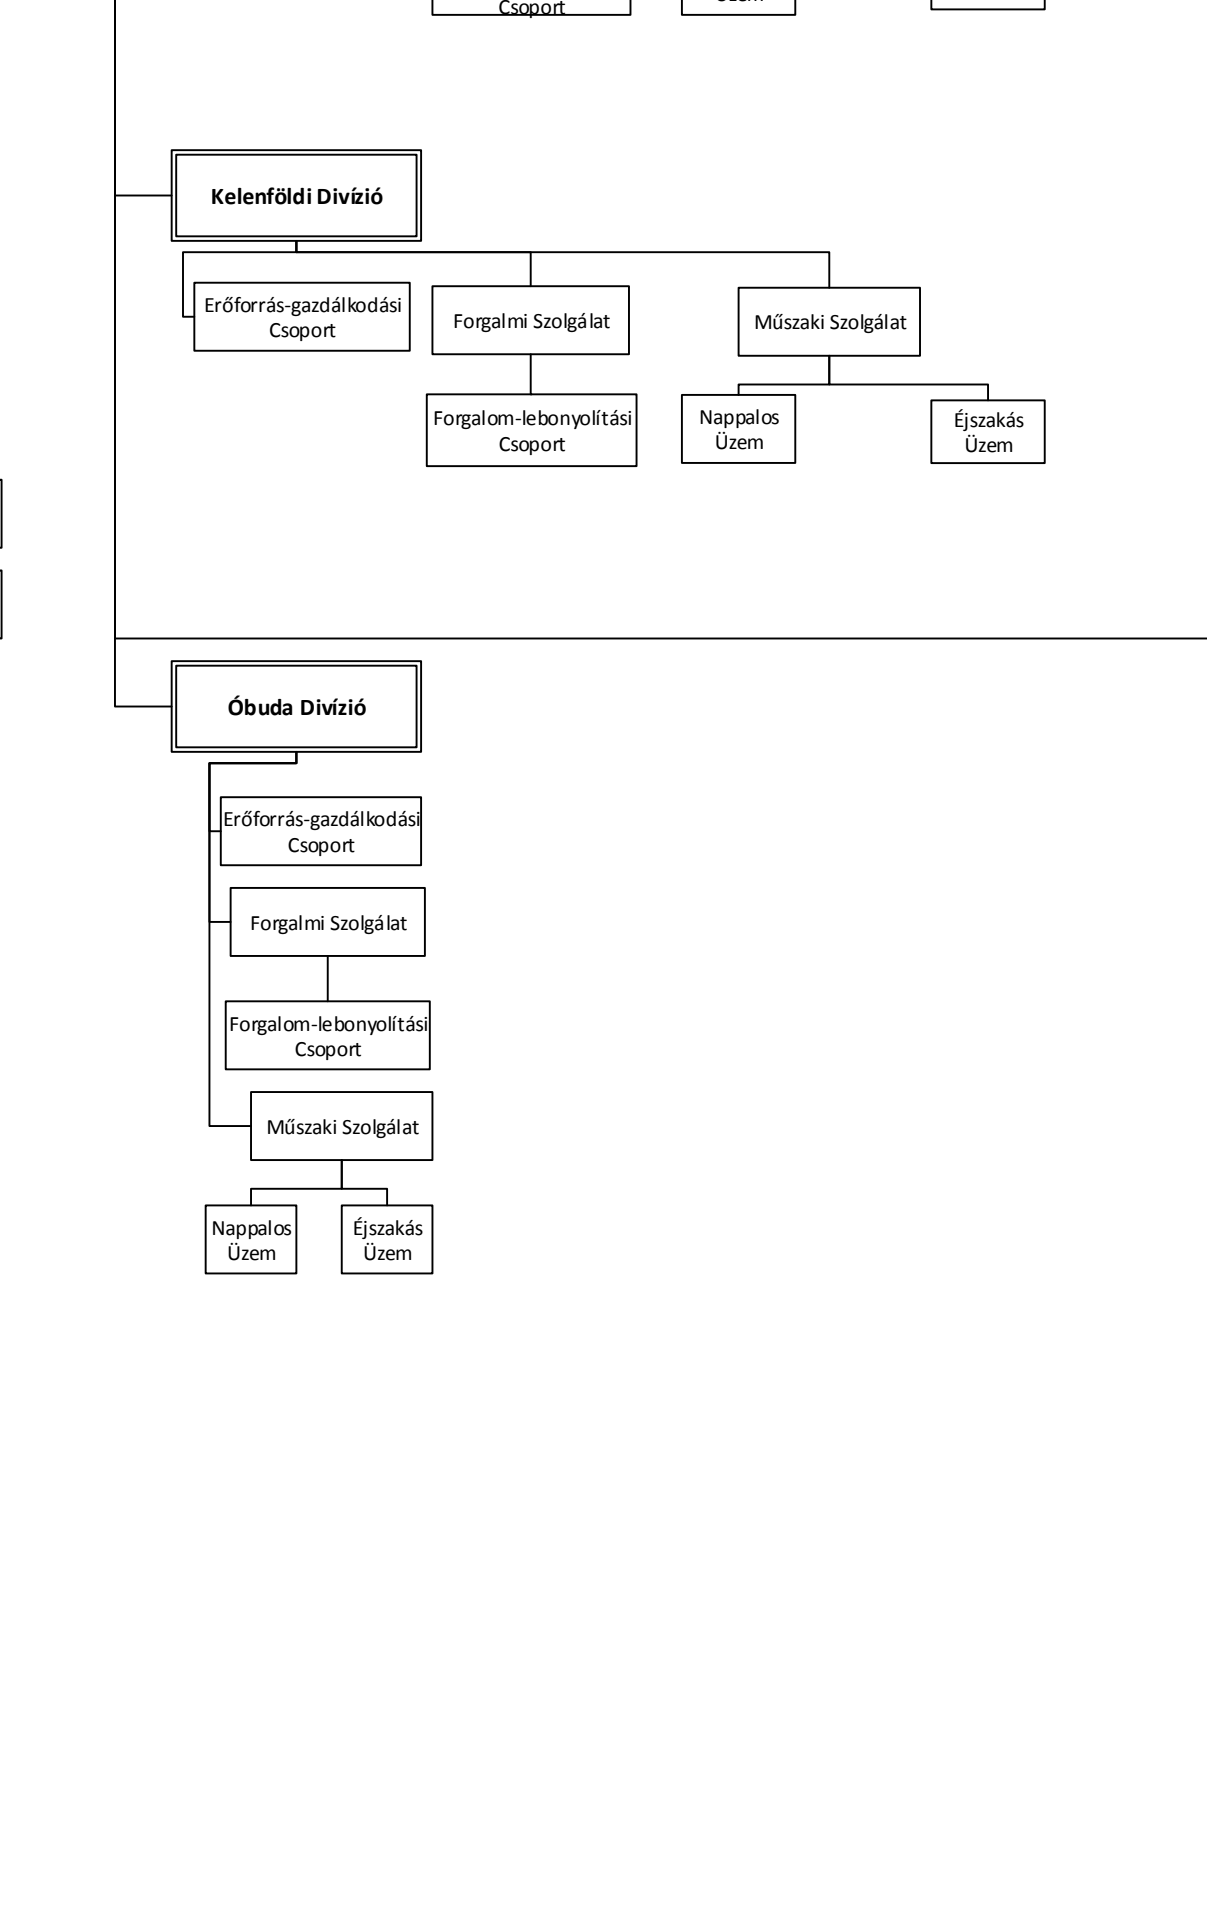 Csoport
Kelenföldi Divízió
Erőforrás-gazdálkodási
Csoport
Forgalmi Szolgálat
Műszaki Szolgálat
Forgalom-lebonyolítási
Csoport
Nappalos
Üzem
Éjszakás
Üzem
Óbuda Divízió
Erőforrás-gazdálkodási
Csoport
Forgalmi Szolgálat
Forgalom-lebonyolítási
Csoport
Műszaki Szolgálat
Nappalos
Üzem
Éjszakás
Üzem